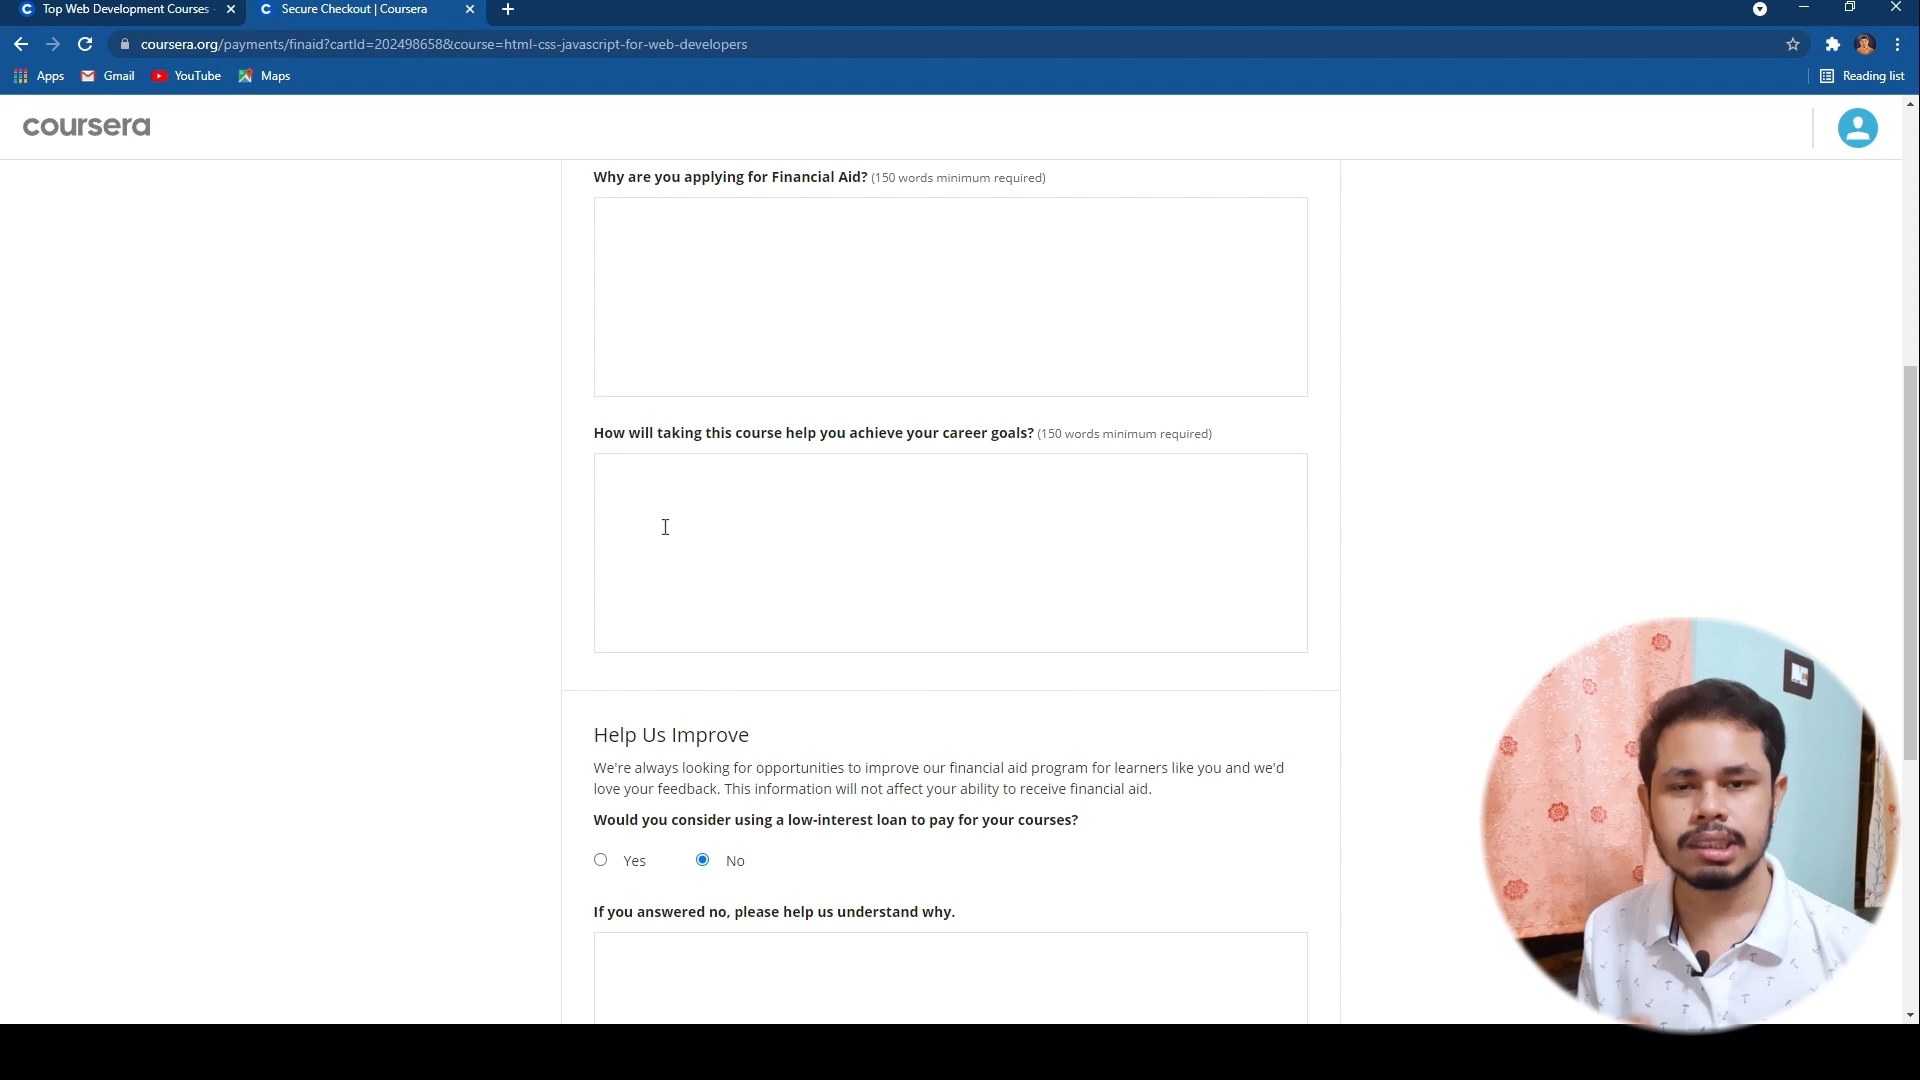 Top Web Development Courses -
Secure Checkout | Coursera
coursera.org/payments/finaid?cartId=202498658&course=html-css-javascript-for-web-developers
Apps
Gmail
YouTube
Maps
Reading list
coursera
Why are you applying for Financial Aid? (150 words minimum required)
How will taking this course help you achieve your career goals? (150 words minimum required)
Help Us Improve
We're always looking for opportunities to improve our financial aid program for learners like you and we'd
love your feedback. This information will not affect your ability to receive financial aid.
Would you consider using a low-interest loan to pay for your courses?
Yes
No
If you answered no, please help us understand why.